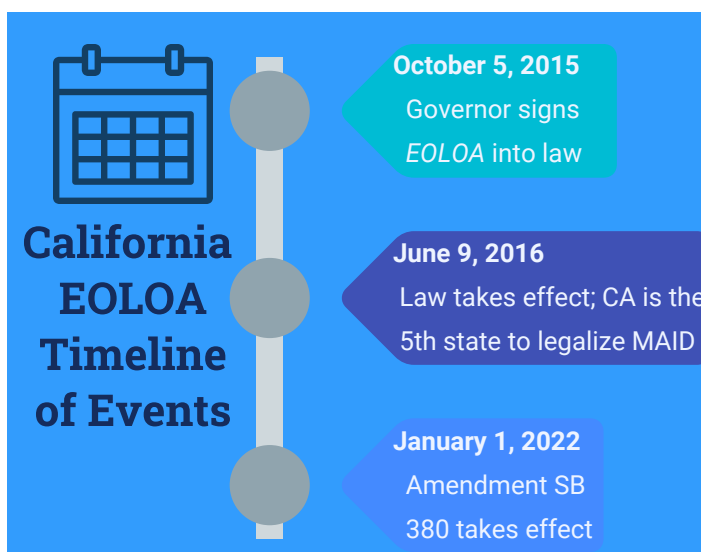 California
EOLOA
Timeline
of Events
October 5, 2015
Governor signs
EOLOA into law
June 9, 2016
Law takes effect; CA is the
5th state to legalize MAID
January 1, 2022
Amendment SB
380 takes effect